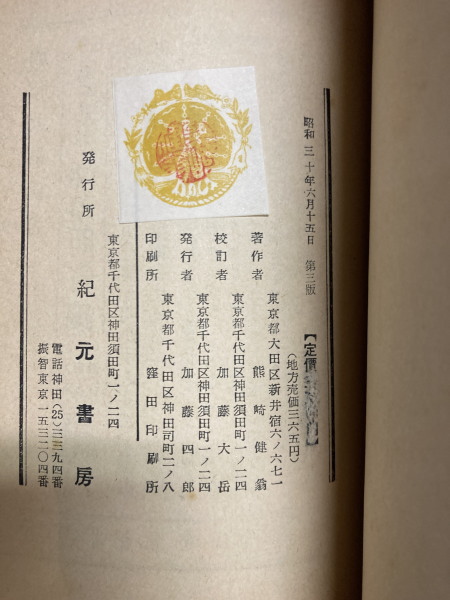 昭和三十年六月十五日 第三版
【定價
（地方売価三六五円）
東京都大田区新井宿六ノ六七一
著作者 熊崎健翁
東京都千代田区神田須田町一ノ二四
校訂者 加藤大岳
東京都千代田区神田須田町一ノ二四
発行者 加藤四郎
東京都千代田区神田司町二ノ八
印刷所 窪田印刷所
東京都千代田区神田須田町一ノ二四
発行所 紀元書房
電話神田(25)二三九四番
振替東京一五三二〇四番